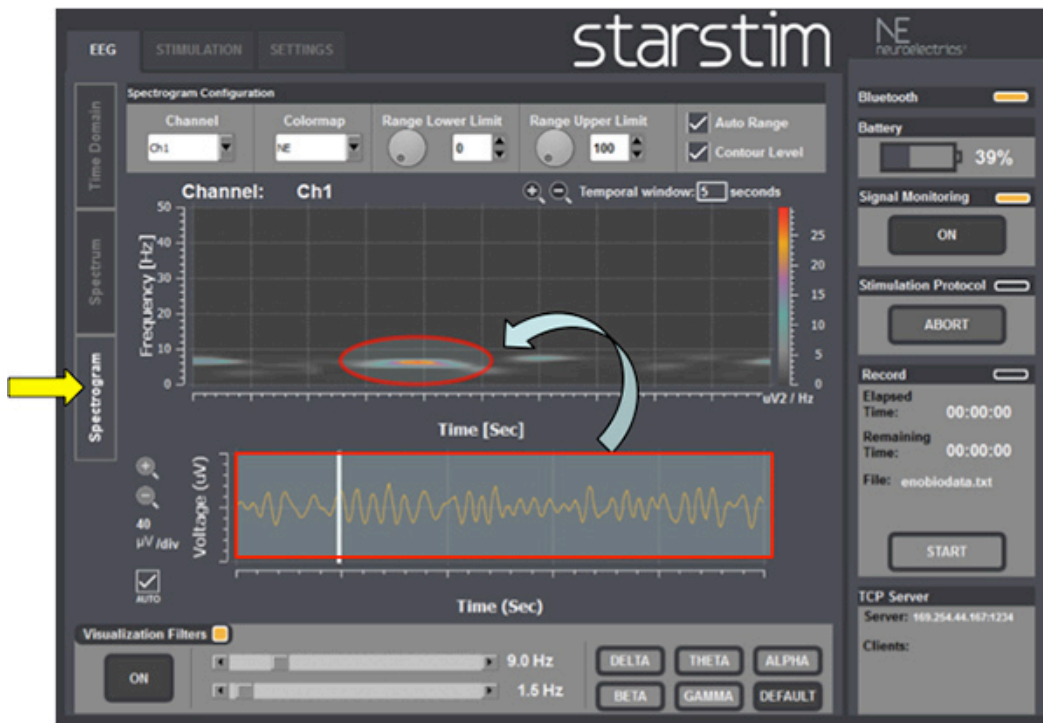 starstim
NE
neuroelectrics
EEG
STIMULATION
SETTINGS
Time Domain
Spectrum
Spectrogram
Spectrogram Configuration
Channel
Colormap
Range Lower Limit
Range Upper Limit
Ch1
NE
0
100
Auto Range
Contour Level
Channel: Ch1
Temporal window: 5 seconds
Frequency [Hz]
50
40
30
20
10
0
25
20
15
10
5
0
uV2 / Hz
Time [Sec]
Voltage (uV)
40
µV /div
AUTO
Time (Sec)
Visualization Filters
ON
9.0 Hz
1.5 Hz
DELTA
THETA
ALPHA
BETA
GAMMA
DEFAULT
Bluetooth
Battery
39%
Signal Monitoring
ON
Stimulation Protocol
ABORT
Record
Elapsed
Time: 00:00:00
Remaining
Time: 00:00:00
File: enobiodata.txt
START
TCP Server
Server: 169.254.44.167:1234
Clients: